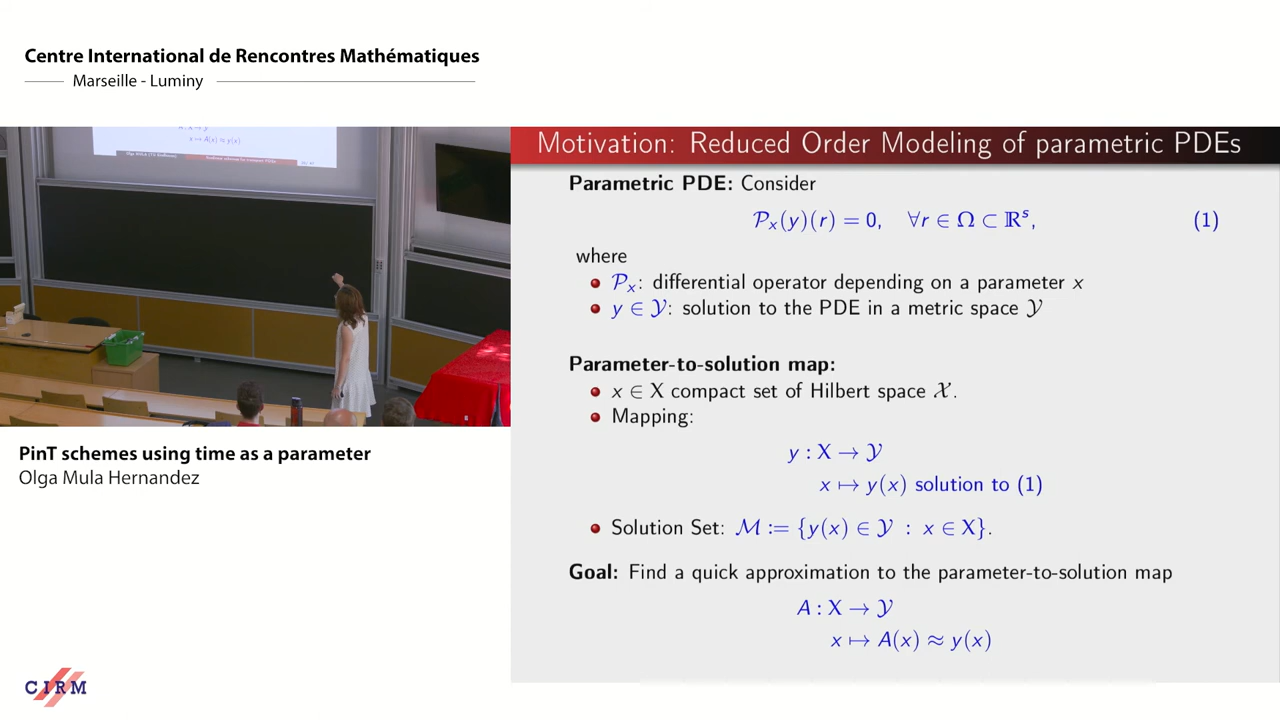 Centre International de Rencontres Mathématiques
Marseille - Luminy
Motivation: Reduced Order Modeling of parametric PDEs
Parametric PDE: Consider
𝒫ₓ(y)(r) = 0, ∀r ∈ Ω ⊂ ℝˢ, (1)
where
𝒫ₓ: differential operator depending on a parameter x
y ∈ 𝒴: solution to the PDE in a metric space 𝒴
Parameter-to-solution map:
x ∈ X compact set of Hilbert space 𝒳.
Mapping:
y : X → 𝒴
x ↦ y(x) solution to (1)
Solution Set: ℳ := {y(x) ∈ 𝒴 : x ∈ X}.
Goal: Find a quick approximation to the parameter-to-solution map
A : X → 𝒴
x ↦ A(x) ≈ y(x)
x ↦ A(x) ≈ y(x)
PinT schemes using time as a parameter
Olga Mula Hernandez
CIRM